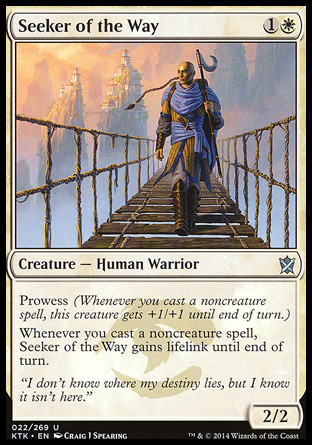 Seeker of the Way 1
Creature — Human Warrior
Prowess (Whenever you cast a noncreature
spell, this creature gets +1/+1 until end of turn.)
Whenever you cast a noncreature spell,
Seeker of the Way gains lifelink until end
of turn.
“I don’t know where my destiny lies, but I know
it isn’t here.”
2/2
022/269 U
KTK • EN Craig J Spearing ™ & © 2014 Wizards of the Coast